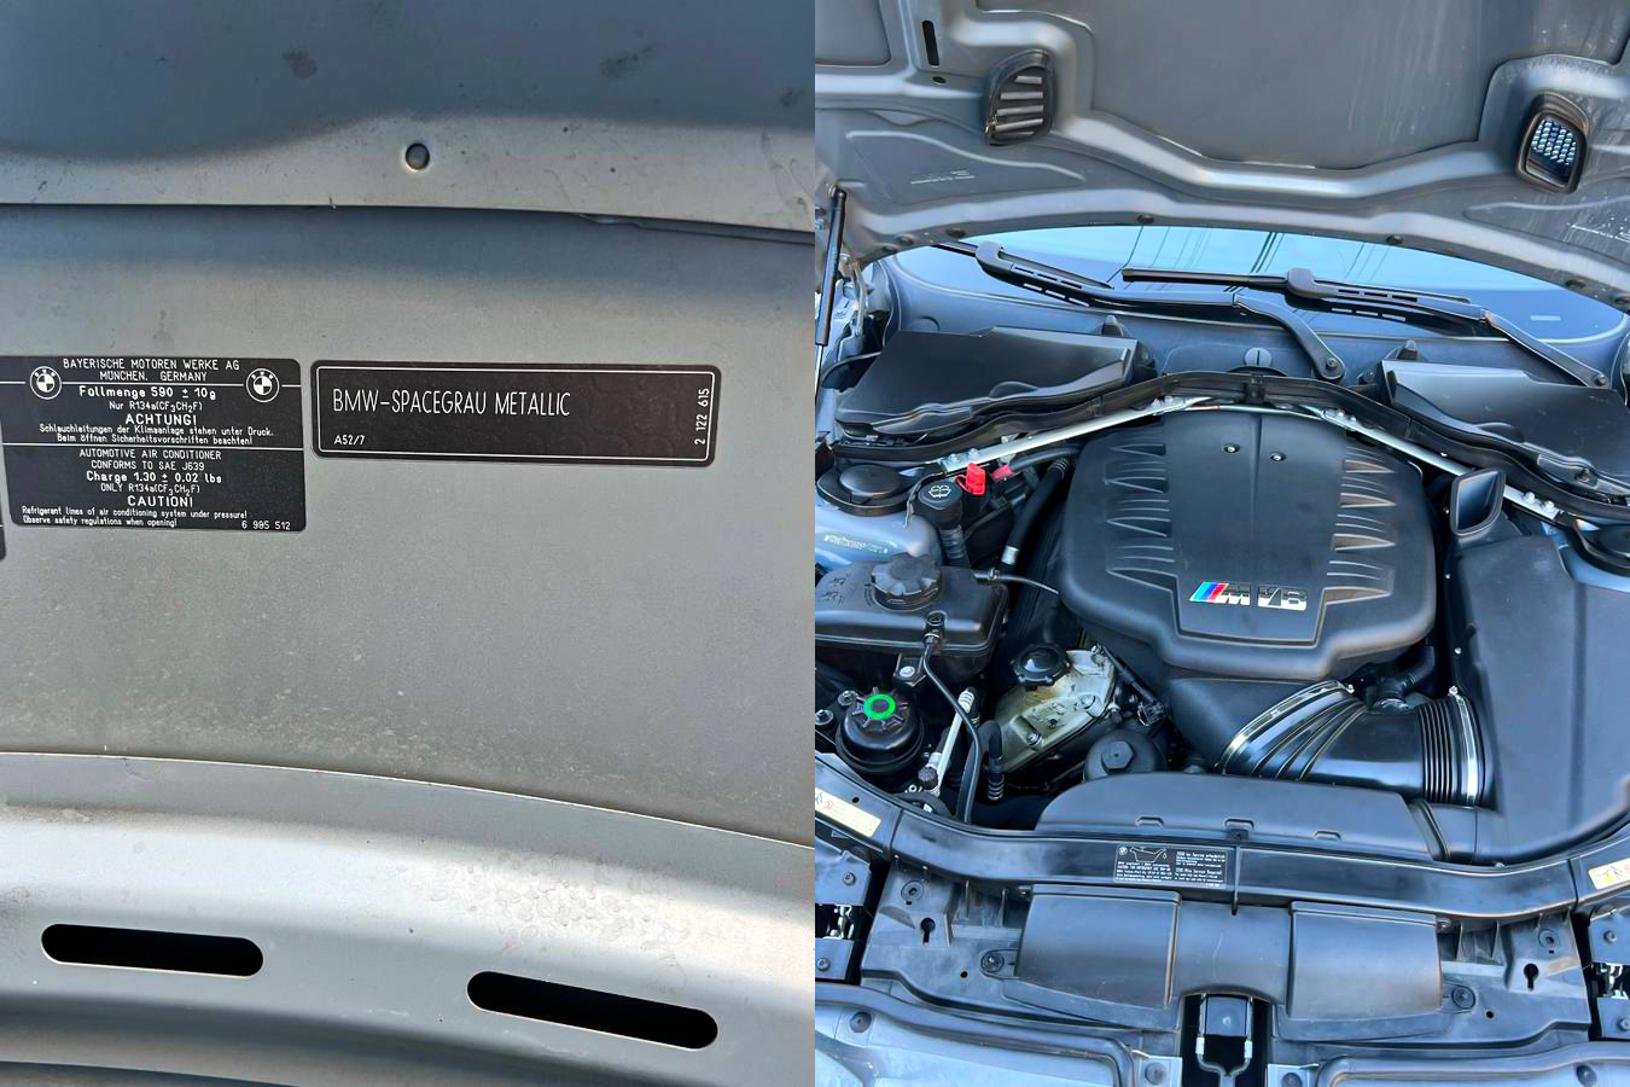 BAYERISCHE MOTOREN WERKE AG
MÜNCHEN, GERMANY
Füllmenge 590 ± 10g
Nur R134a(CF3CH2F)
ACHTUNG!
Schlauchleitungen der Klimaanlage stehen unter Druck.
Beim öffnen Sicherheitsvorschriften beachten!
AUTOMOTIVE AIR CONDITIONER
CONFORMS TO SAE J639
Charge 1.30 ± 0.02 lbs
ONLY R134a(CF3CH2F)
CAUTION!
Refrigerant lines of air conditioning system under pressure!
Observe safety regulations when opening!
6 985 512
BMW-SPACEGRAU METALLIC
A52/7
2 122 615
M V8